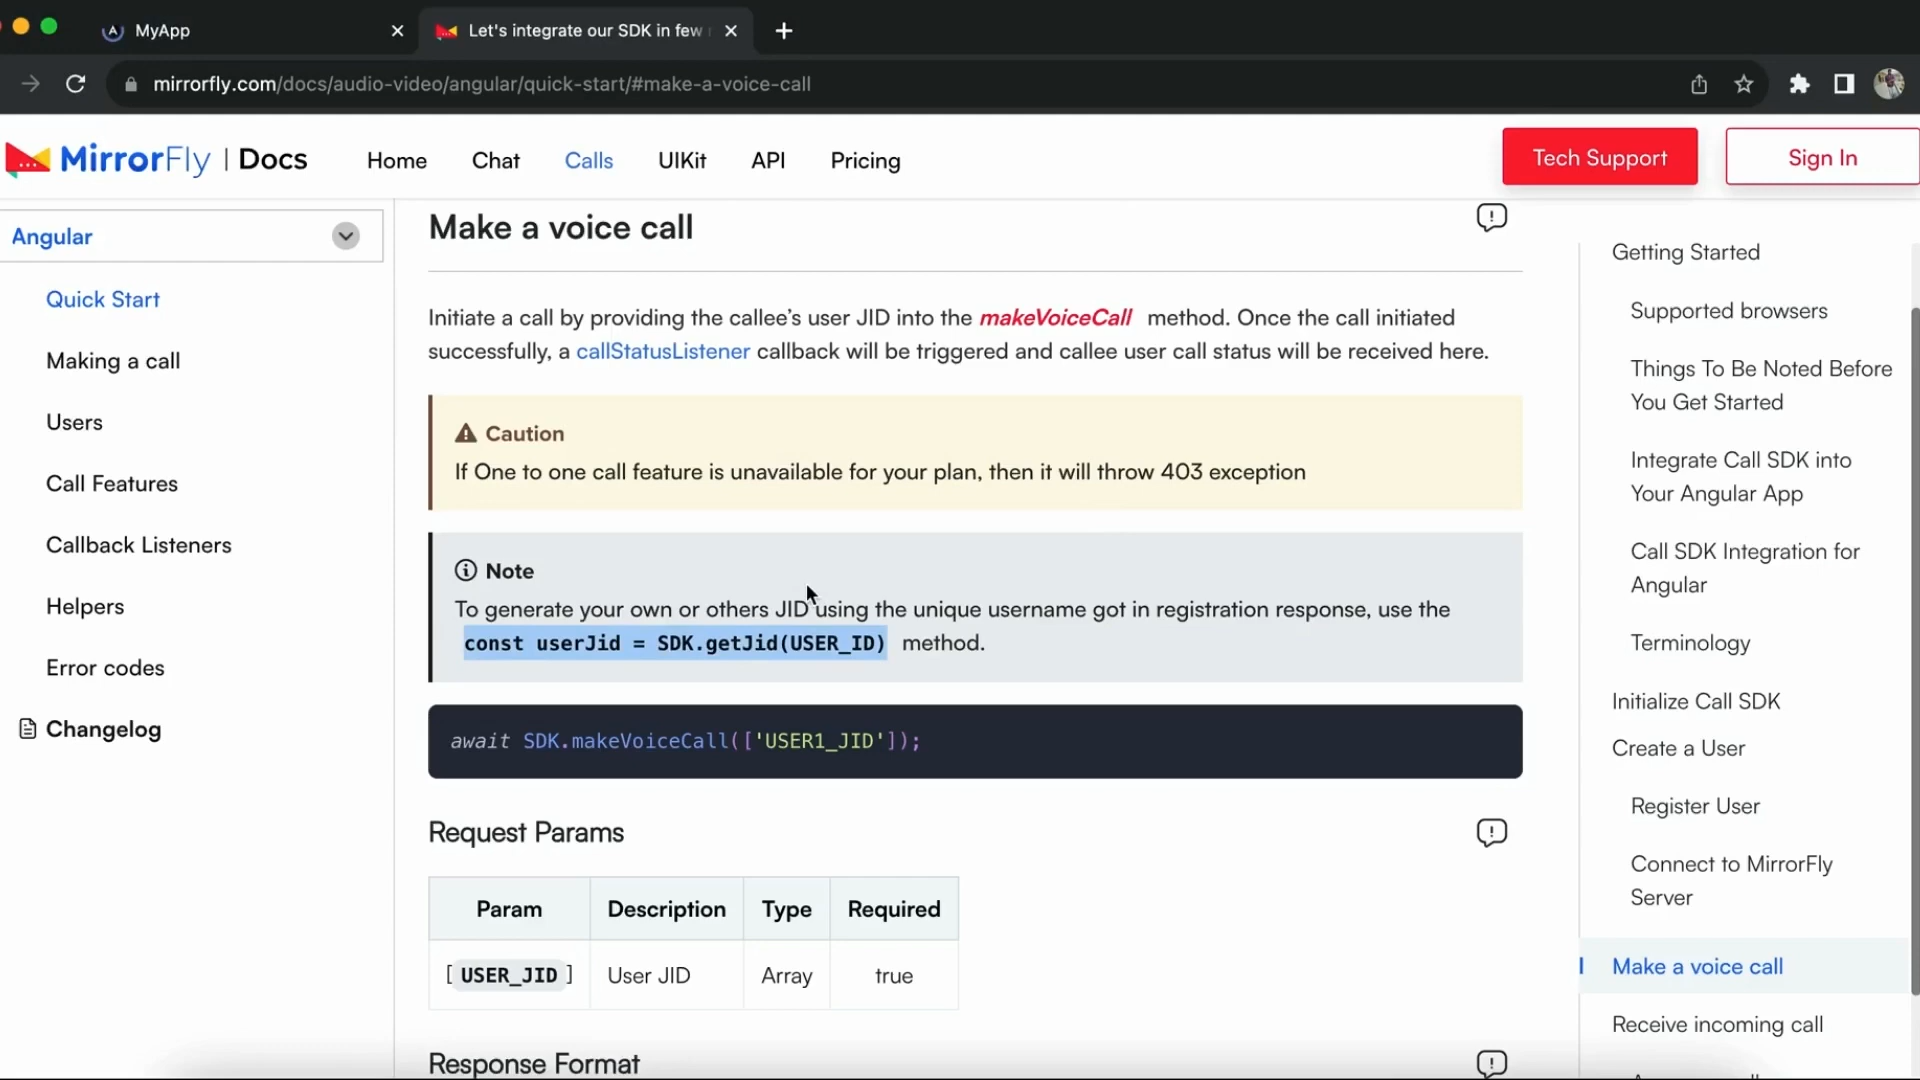 MyApp
Let's integrate our SDK in few
mirrorfly.com/docs/audio-video/angular/quick-start/#make-a-voice-call
MirrorFly | Docs
Home
Chat
Calls
UIKit
API
Pricing
Tech Support
Sign In
Angular
Quick Start
Making a call
Users
Call Features
Callback Listeners
Helpers
Error codes
Changelog
Make a voice call
Initiate a call by providing the callee's user JID into the makeVoiceCall method. Once the call initiated
successfully, a callStatusListener callback will be triggered and callee user call status will be received here.
Caution
If One to one call feature is unavailable for your plan, then it will throw 403 exception
Note
To generate your own or others JID using the unique username got in registration response, use the
const userJid = SDK.getJid(USER_ID) method.
await SDK.makeVoiceCall(['USER1_JID']);
Request Params
Param Description Type Required
[ USER_JID ] User JID Array true
Response Format
Getting Started
Supported browsers
Things To Be Noted Before
You Get Started
Integrate Call SDK into
Your Angular App
Call SDK Integration for
Angular
Terminology
Initialize Call SDK
Create a User
Register User
Connect to MirrorFly
Server
Make a voice call
Receive incoming call